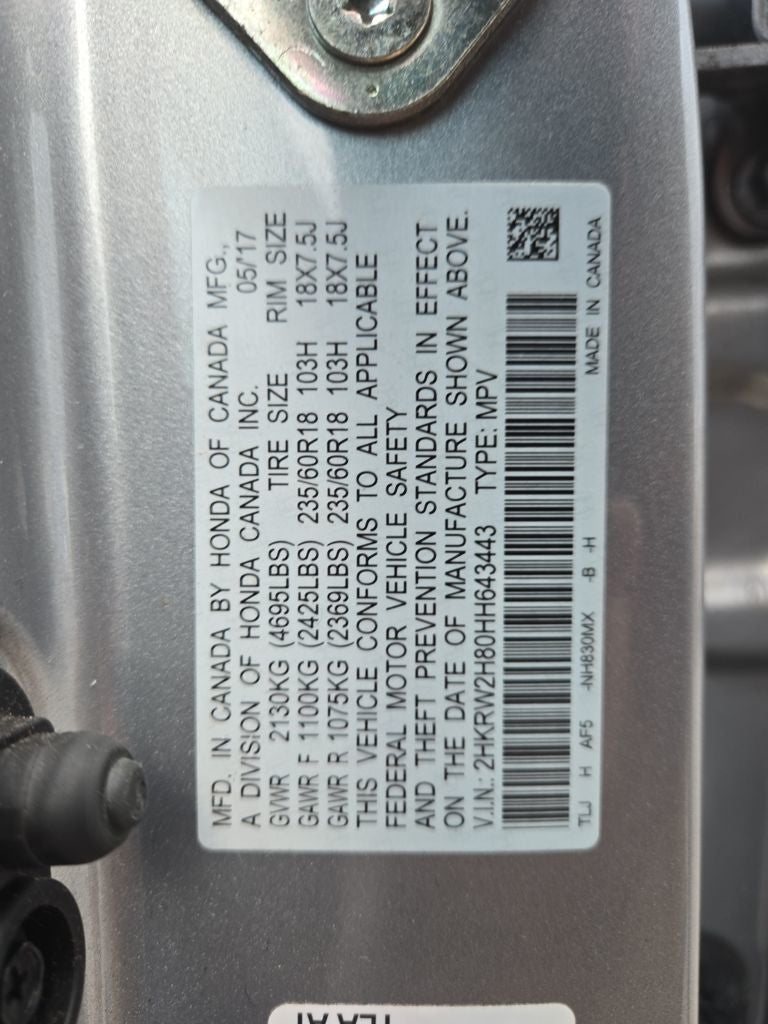 MFD. IN CANADA BY HONDA OF CANADA MFG.,
A DIVISION OF HONDA CANADA INC. 05/17
GVWR 2130KG (4695LBS) TIRE SIZE RIM SIZE
GAWR F 1100KG (2425LBS) 235/60R18 103H 18X7.5J
GAWR R 1075KG (2369LBS) 235/60R18 103H 18X7.5J
THIS VEHICLE CONFORMS TO ALL APPLICABLE
FEDERAL MOTOR VEHICLE SAFETY
AND THEFT PREVENTION STANDARDS IN EFFECT
ON THE DATE OF MANUFACTURE SHOWN ABOVE.
V.I.N.: 2HKRW2H80HH643443 TYPE: MPV
TLJ H AF5 -NH830MX -B -H MADE IN CANADA